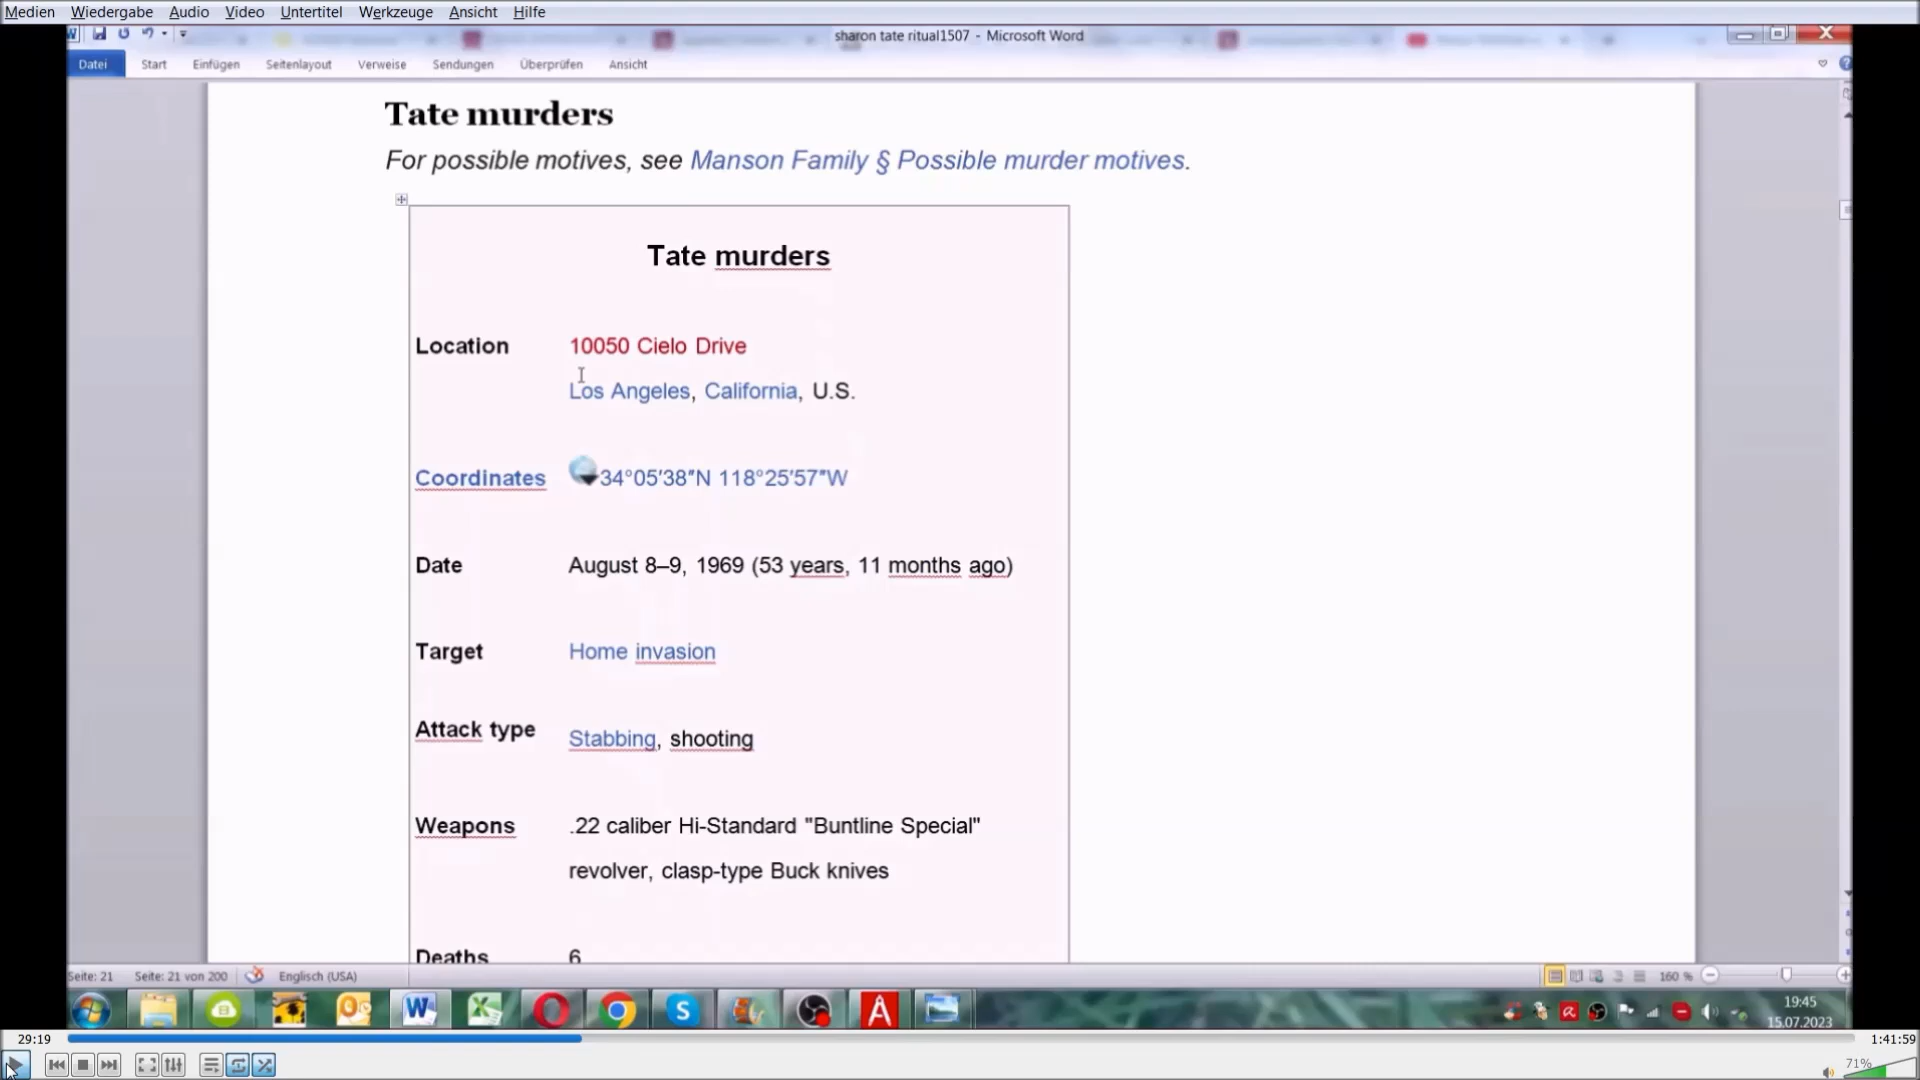 Medien Wiedergabe Audio Video Untertitel Werkzeuge Ansicht Hilfe
sharon tate ritual1507 - Microsoft Word
Datei Start Einfügen Seitenlayout Verweise Sendungen Überprüfen Ansicht
Tate murders
For possible motives, see Manson Family § Possible murder motives.
Tate murders
Location 10050 Cielo Drive
Los Angeles, California, U.S.
Coordinates 34°05′38″N 118°25′57″W
Date August 8–9, 1969 (53 years, 11 months ago)
Target Home invasion
Attack type Stabbing, shooting
Weapons .22 caliber Hi-Standard "Buntline Special"
revolver, clasp-type Buck knives
Deaths 6
Seite: 21 Seite: 21 von 200 Englisch (USA) 160 %
19:45
15.07.2023
29:19 1:41:59
71%